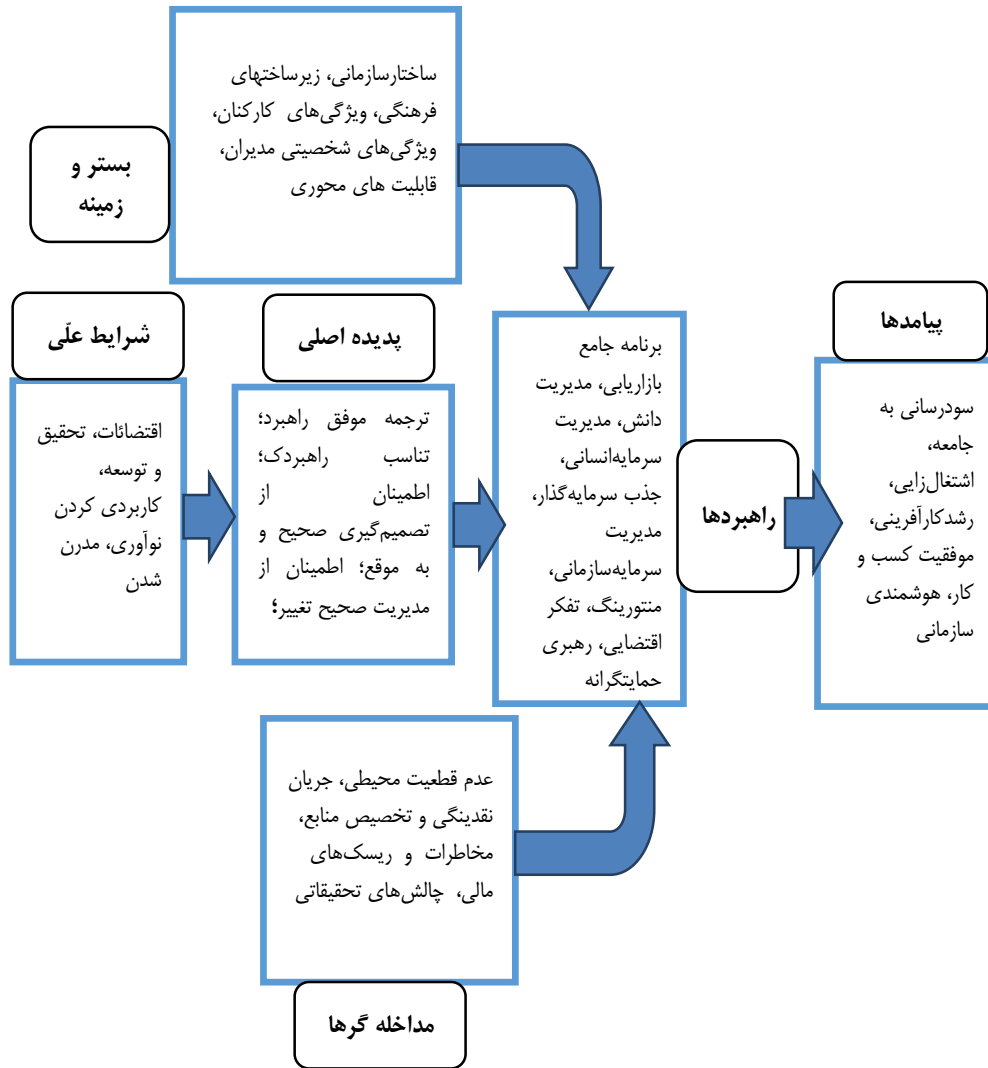 بستر و
زمینه
ساختارسازمانی، زیرساختهای
فرهنگی، ویژگی‌های کارکنان،
ویژگی‌های شخصیتی مدیران،
قابلیت های محوری
شرایط علّی
اقتضائات، تحقیق
و توسعه،
کاربردی کردن
نوآوری، مدرن
شدن
پدیده اصلی
ترجمه موفق راهبرد؛
تناسب راهبردک؛
اطمینان از
تصمیم‌گیری صحیح و
به موقع؛ اطمینان از
مدیریت صحیح تغییر؛
برنامه جامع
بازاریابی، مدیریت
دانش، مدیریت
سرمایه‌انسانی،
جذب سرمایه‌گذار،
مدیریت
سرمایه‌سازمانی،
منتورینگ، تفکر
اقتضایی، رهبری
حمایتگرانه
راهبردها
پیامدها
سودرسانی به
جامعه،
اشتغال‌زایی،
رشدکارآفرینی،
موفقیت کسب و
کار، هوشمندی
سازمانی
عدم قطعیت محیطی، جریان
نقدینگی و تخصیص منابع،
مخاطرات و ریسک‌های
مالی، چالش‌های تحقیقاتی
مداخله گرها